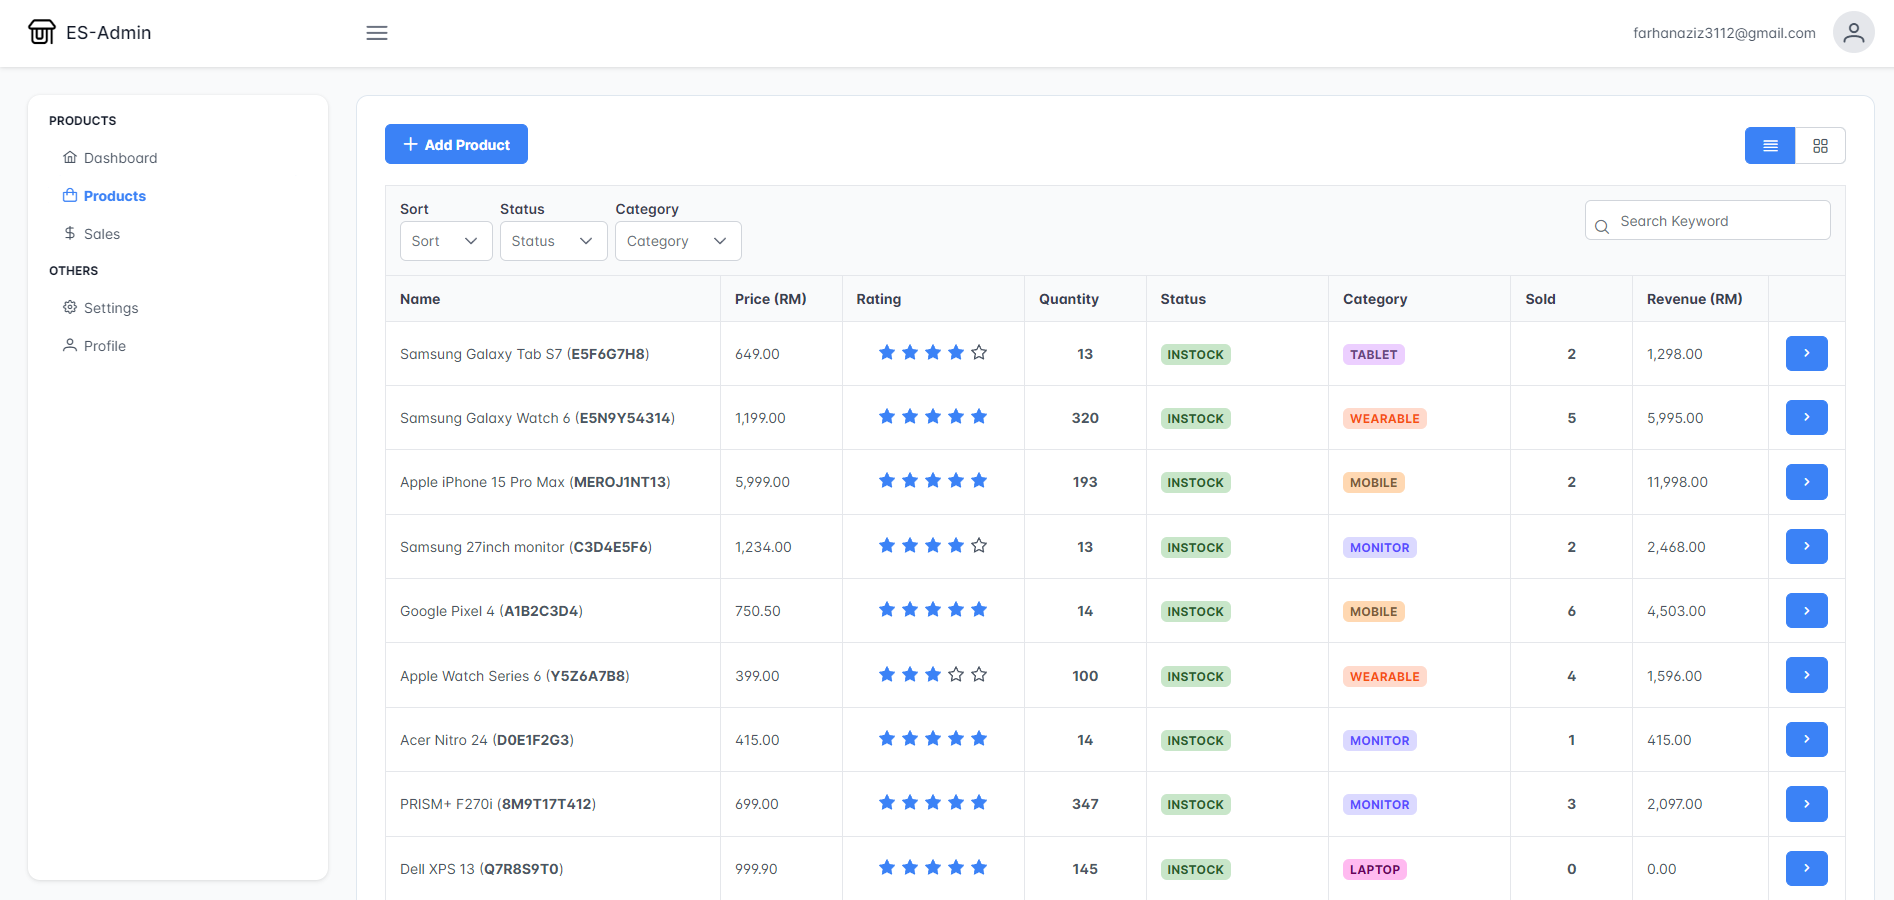 ES-Admin
farhanaziz3112@gmail.com
PRODUCTS
Dashboard
Products
Sales
OTHERS
Settings
Profile
Add Product
Sort Status Category
Sort Status Category
Search Keyword
Name Price (RM) Rating Quantity Status Category Sold Revenue (RM)
Samsung Galaxy Tab S7 (E5F6G7H8) 649.00 13 INSTOCK TABLET 2 1,298.00
Samsung Galaxy Watch 6 (E5N9Y54314) 1,199.00 320 INSTOCK WEARABLE 5 5,995.00
Apple iPhone 15 Pro Max (MEROJ1NT13) 5,999.00 193 INSTOCK MOBILE 2 11,998.00
Samsung 27inch monitor (C3D4E5F6) 1,234.00 13 INSTOCK MONITOR 2 2,468.00
Google Pixel 4 (A1B2C3D4) 750.50 14 INSTOCK MOBILE 6 4,503.00
Apple Watch Series 6 (Y5Z6A7B8) 399.00 100 INSTOCK WEARABLE 4 1,596.00
Acer Nitro 24 (D0E1F2G3) 415.00 14 INSTOCK MONITOR 1 415.00
PRISM+ F270i (8M9T17T412) 699.00 347 INSTOCK MONITOR 3 2,097.00
Dell XPS 13 (Q7R8S9T0) 999.90 145 INSTOCK LAPTOP 0 0.00